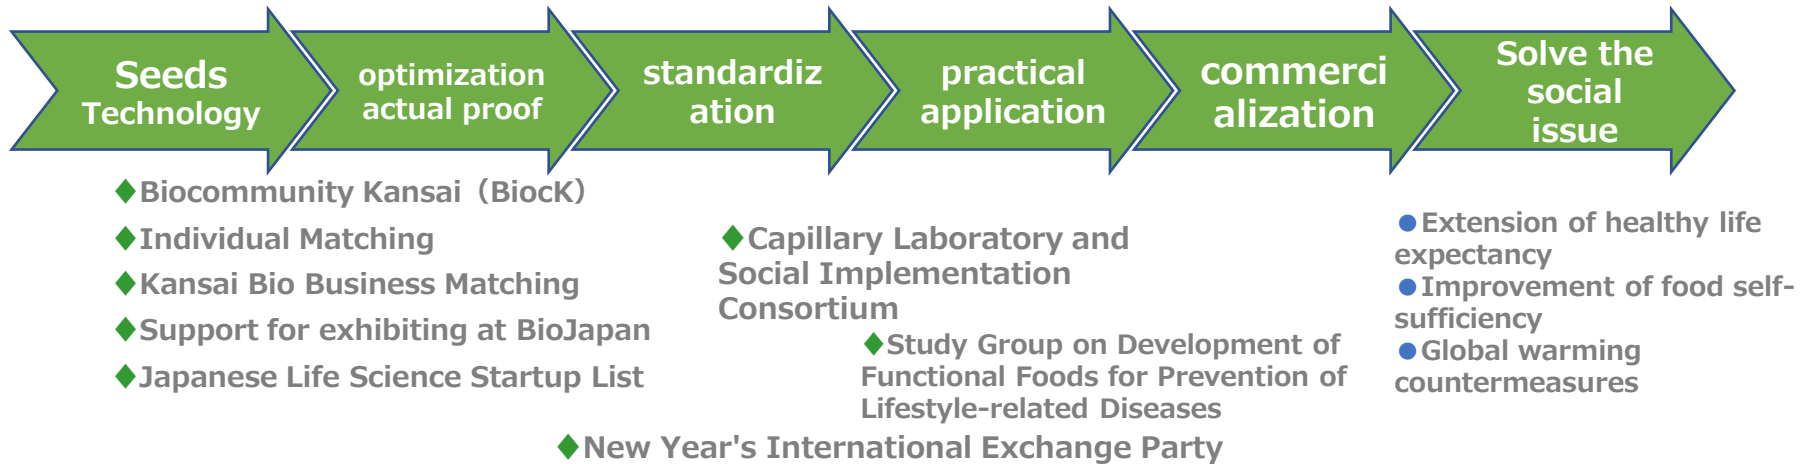 Seeds
Technology
optimization
actual proof
standardiz
ation
practical
application
commerci
alization
Solve the
social
issue
◆Biocommunity Kansai（BiocK）
◆Individual Matching
◆Kansai Bio Business Matching
◆Support for exhibiting at BioJapan
◆Japanese Life Science Startup List
◆Capillary Laboratory and
Social Implementation
Consortium
◆Study Group on Development of
Functional Foods for Prevention of
Lifestyle-related Diseases
◆New Year's International Exchange Party
●Extension of healthy life
expectancy
●Improvement of food self-
sufficiency
●Global warming
countermeasures